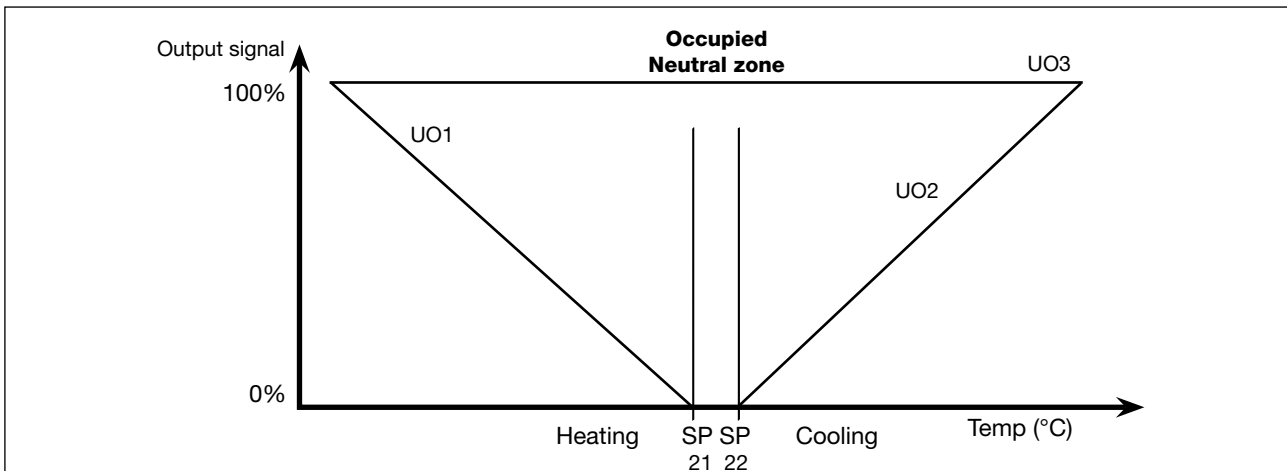 Output signal
Occupied
Neutral zone
UO3
100%
UO1
UO2
0%
Heating
SP SP
Cooling
Temp (°C)
21 22